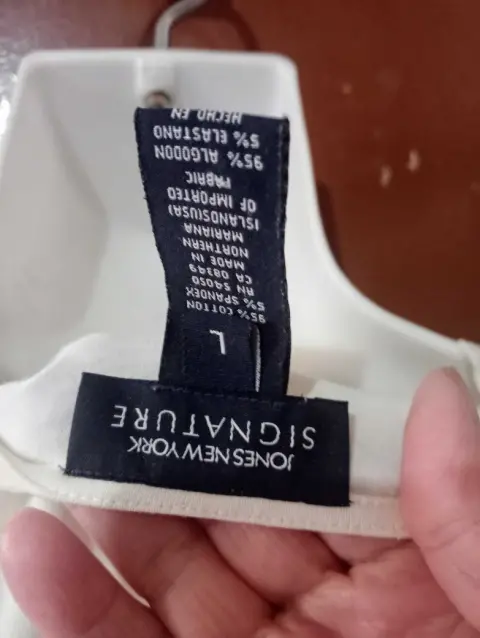 JONES NEW YORK
SIGNATURE
L
95% COTTON
5% SPANDEX
RN 54050
CA 08349
MADE IN
NORTHERN
MARIANA
ISLANDS(USA)
OF IMPORTED
FABRIC
95% ALGODON
5% ELASTANO
HECHO EN